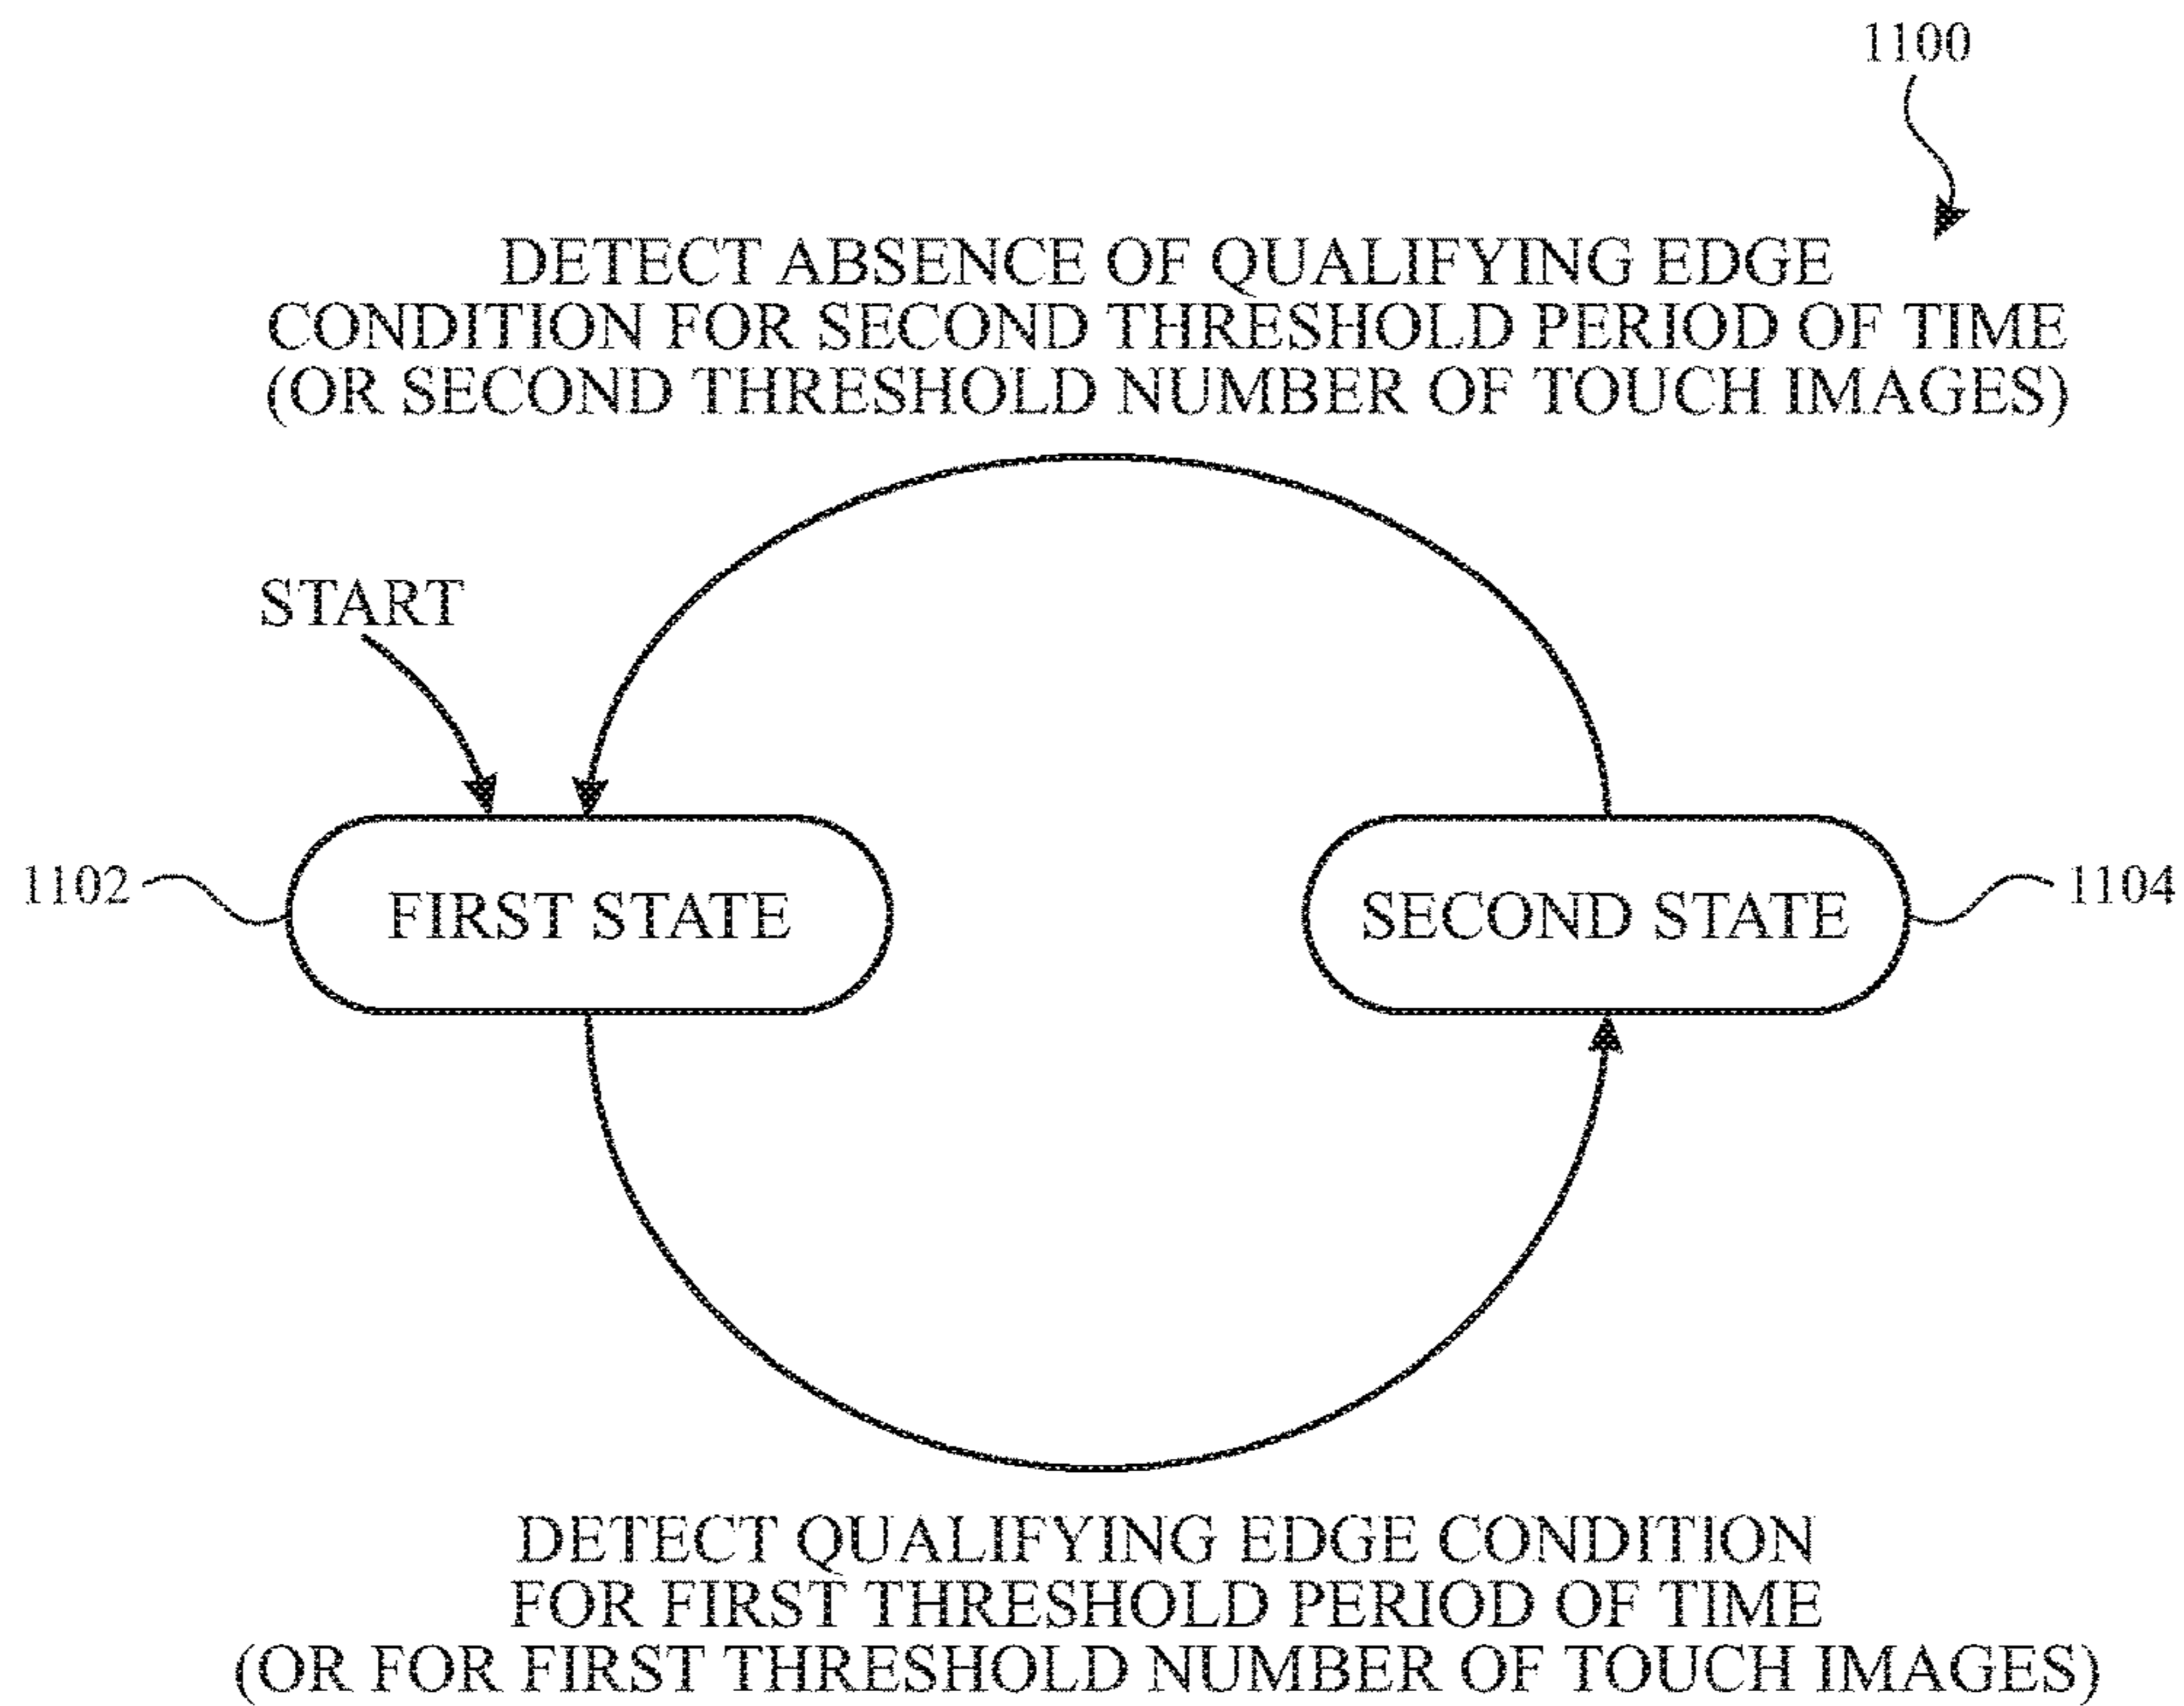 1100
DETECT ABSENCE OF QUALIFYING EDGE
CONDITION FOR SECOND THRESHOLD PERIOD OF TIME
(OR SECOND THRESHOLD NUMBER OF TOUCH IMAGES)
START
1102
FIRST STATE
SECOND STATE
1104
DETECT QUALIFYING EDGE CONDITION
FOR FIRST THRESHOLD PERIOD OF TIME
(OR FOR FIRST THRESHOLD NUMBER OF TOUCH IMAGES)